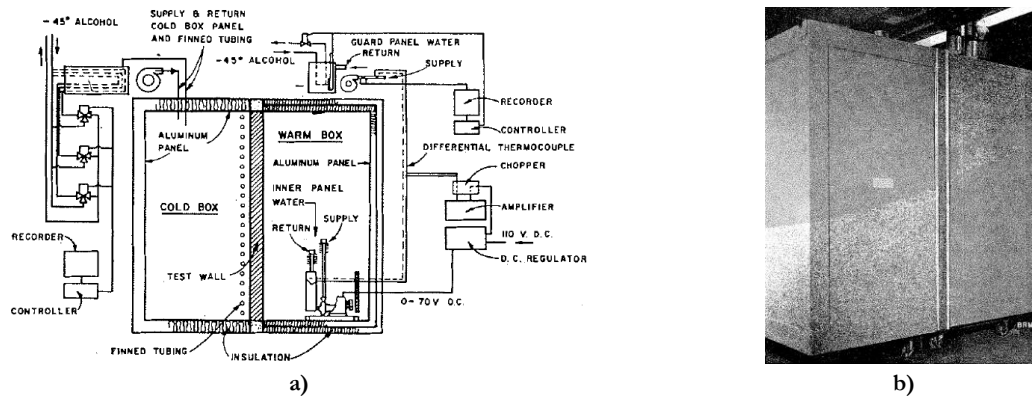 - 45° ALCOHOL
SUPPLY & RETURN
COLD BOX PANEL
AND FINNED TUBING
-45° ALCOHOL
GUARD PANEL WATER
RETURN
SUPPLY
RECORDER
CONTROLLER
DIFFERENTIAL THERMOCOUPLE
CHOPPER
AMPLIFIER
110 V. D.C.
D.C. REGULATOR
0-70V D.C.
ALUMINUM
PANEL
WARM BOX
ALUMINUM PANEL
INNER PANEL
WATER
SUPPLY
RETURN
COLD BOX
TEST WALL
RECORDER
CONTROLLER
FINNED TUBING
INSULATION
a)
b)